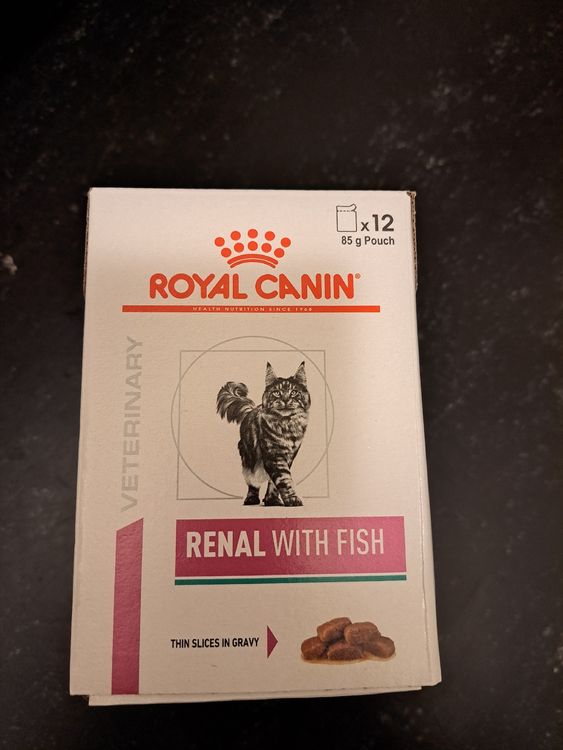 x12
85 g Pouch
ROYAL CANIN®
HEALTH NUTRITION SINCE 1968
VETERINARY
RENAL WITH FISH
THIN SLICES IN GRAVY